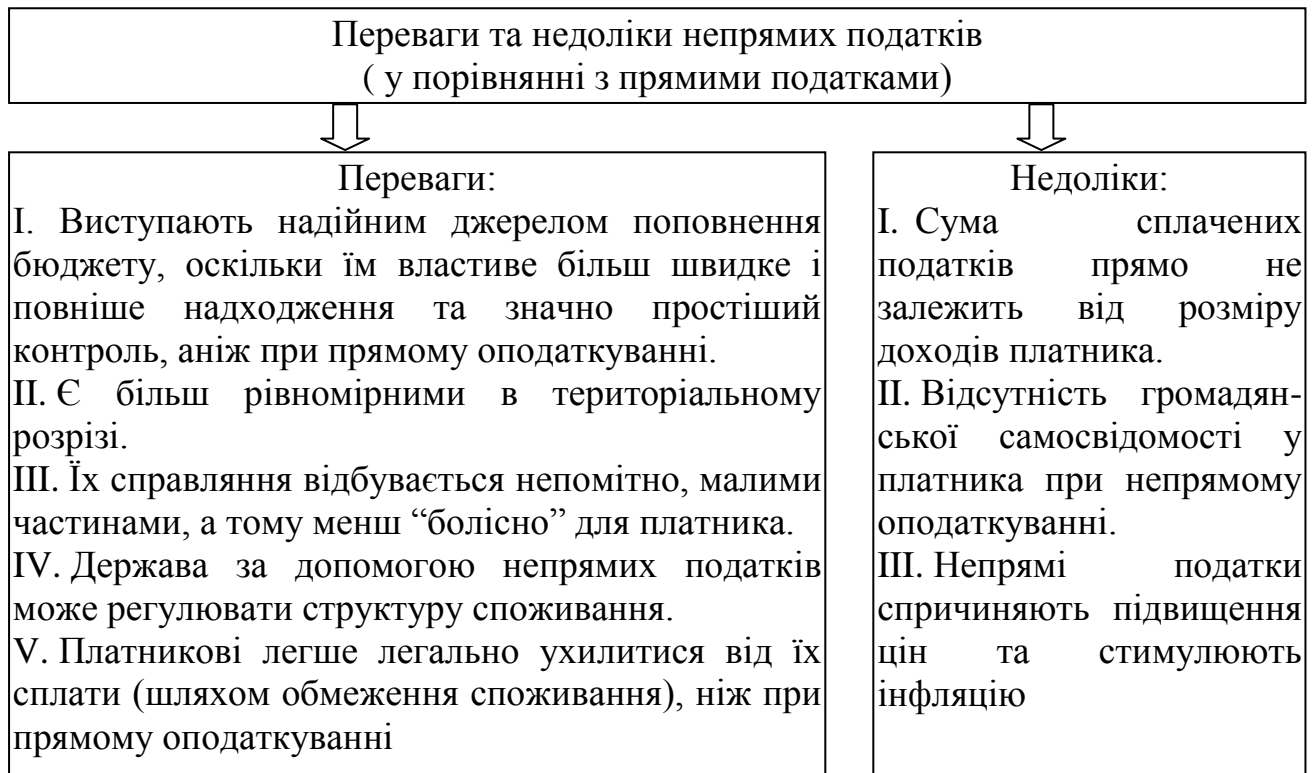 Переваги та недоліки непрямих податків
( у порівнянні з прямими податками)
Переваги:
I. Виступають надійним джерелом поповнення
бюджету, оскільки їм властиве більш швидке і
повніше надходження та значно простіший
контроль, аніж при прямому оподаткуванні.
II. Є більш рівномірними в територіальному
розрізі.
III. Їх справляння відбувається непомітно, малими
частинами, а тому менш “болісно” для платника.
IV. Держава за допомогою непрямих податків
може регулювати структуру споживання.
V. Платникові легше легально ухилитися від їх
сплати (шляхом обмеження споживання), ніж при
прямому оподаткуванні
Недоліки:
I. Сума сплачених
податків прямо не
залежить від розміру
доходів платника.
II. Відсутність громадян-
ської самосвідомості у
платника при непрямому
оподаткуванні.
III. Непрямі податки
спричиняють підвищення
цін та стимулюють
інфляцію